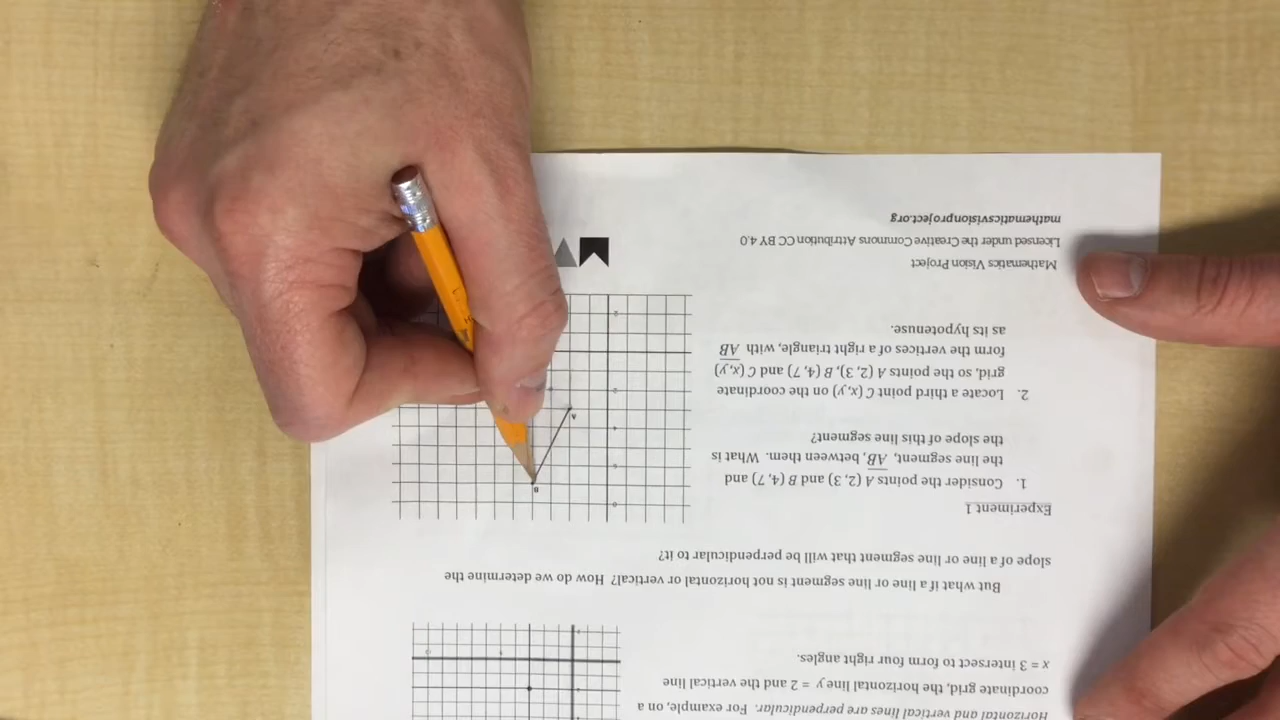 Horizontal and vertical lines are perpendicular. For example, on a
coordinate grid, the horizontal line y = 2 and the vertical line
x = 3 intersect to form four right angles.
But what if a line or line segment is not horizontal or vertical? How do we determine the
slope of a line or line segment that will be perpendicular to it?
Experiment 1
1. Consider the points A (2, 3) and B (4, 7) and
the line segment, AB, between them. What is
the slope of this line segment?
2. Locate a third point C (x, y) on the coordinate
grid, so the points A (2, 3), B (4, 7) and C (x, y)
form the vertices of a right triangle, with AB
as its hypotenuse.
B
A
Mathematics Vision Project
Licensed under the Creative Commons Attribution CC BY 4.0
mathematicsvisionproject.org